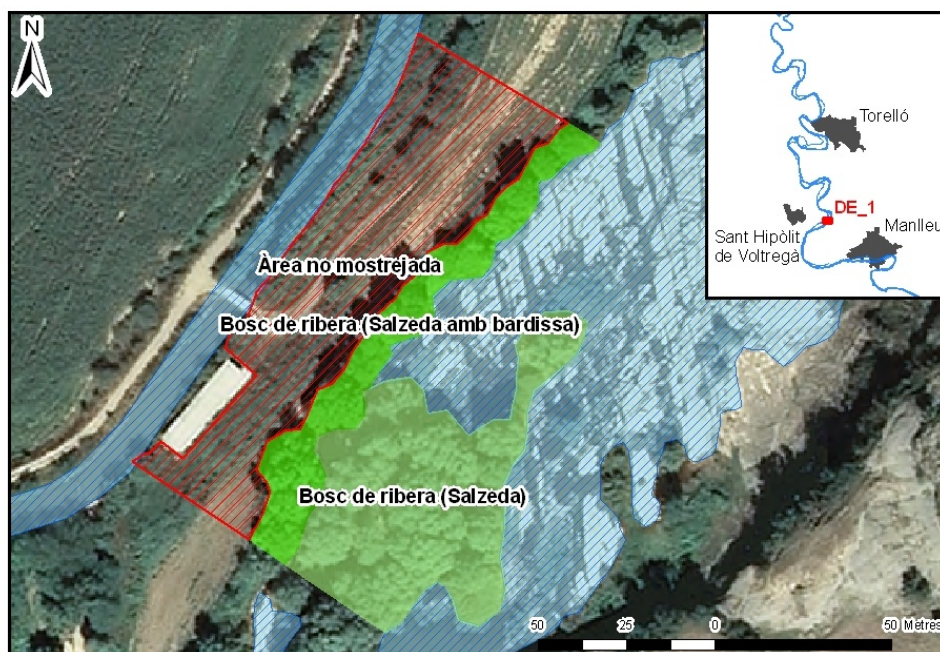 N
Torelló
DE_1
Manlleu
Sant Hipòlit
de Voltregà
Àrea no mostrejada
Bosc de ribera (Salzeda amb bardissa)
Bosc de ribera (Salzeda)
50 25 0 50 Metres